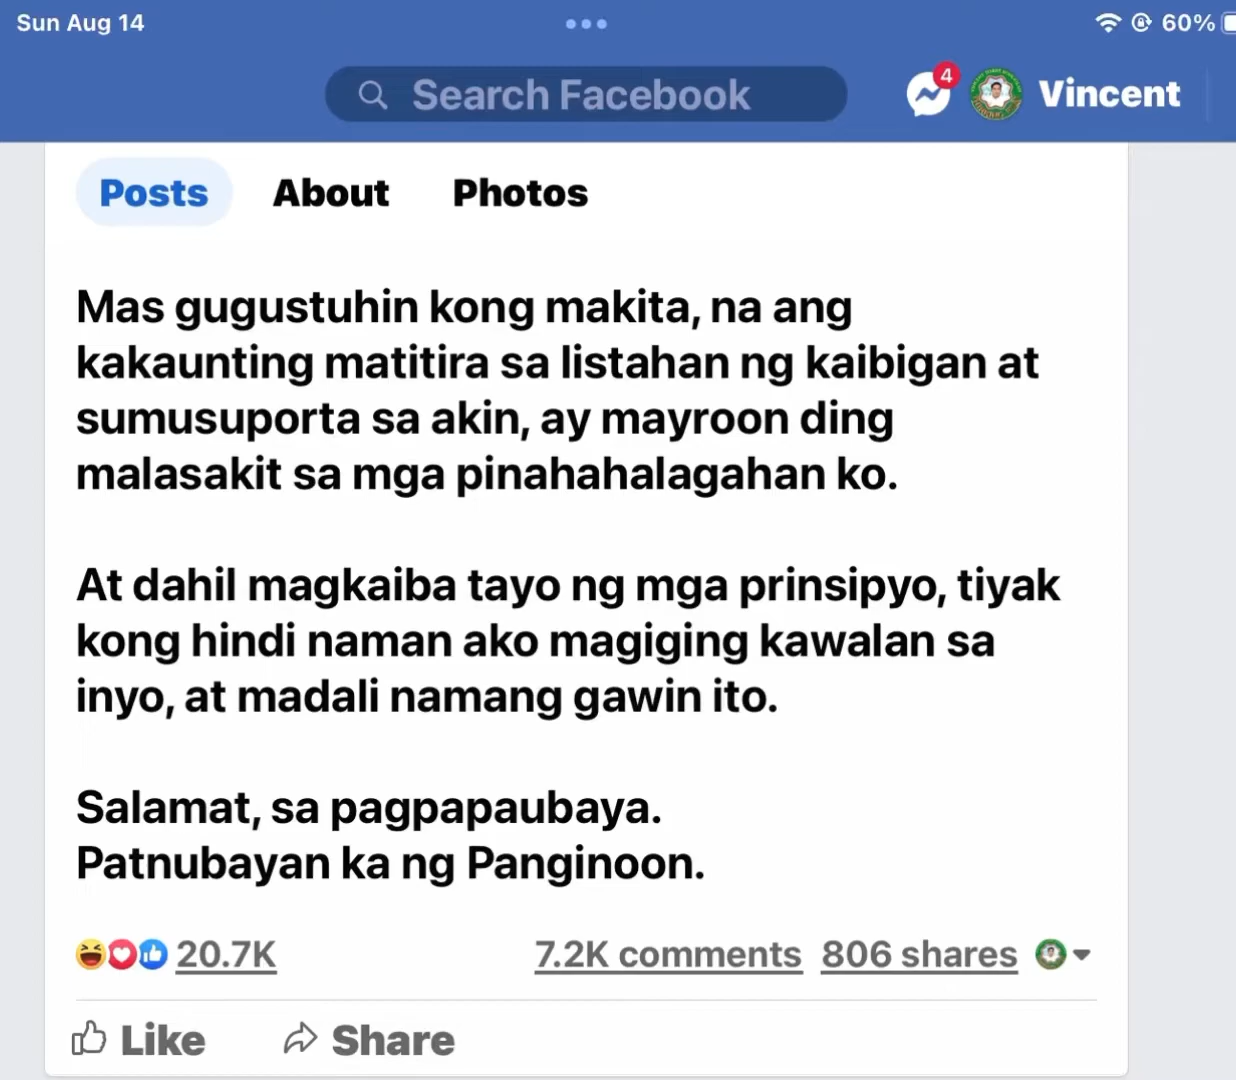 Sun Aug 14
60%
Search Facebook
4
Vincent
Posts About Photos
Mas gugustuhin kong makita, na ang
kakaunting matitira sa listahan ng kaibigan at
sumusuporta sa akin, ay mayroon ding
malasakit sa mga pinahahalagahan ko.
At dahil magkaiba tayo ng mga prinsipyo, tiyak
kong hindi naman ako magiging kawalan sa
inyo, at madali namang gawin ito.
Salamat, sa pagpapaubaya.
Patnubayan ka ng Panginoon.
20.7K 7.2K comments 806 shares
Like Share